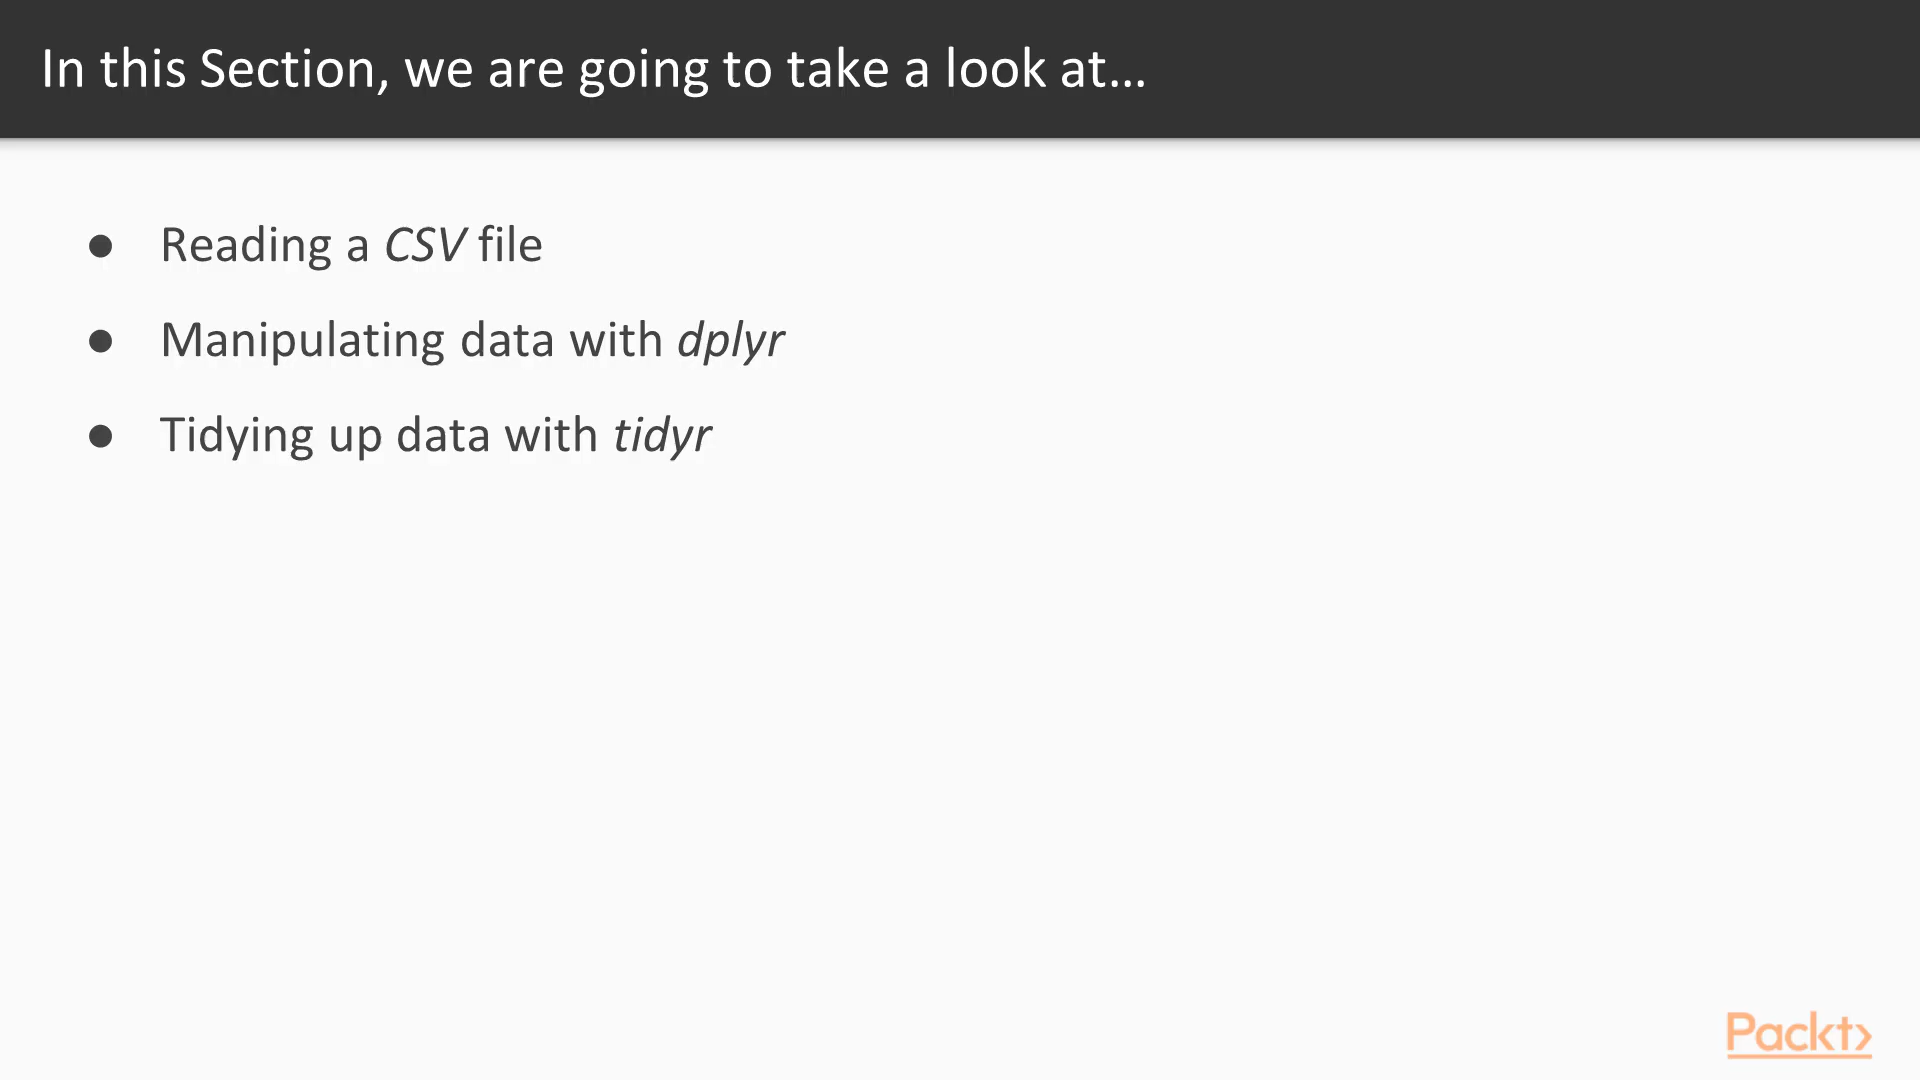 In this Section, we are going to take a look at...
● Reading a CSV file
● Manipulating data with dplyr
● Tidying up data with tidyr
Packt>